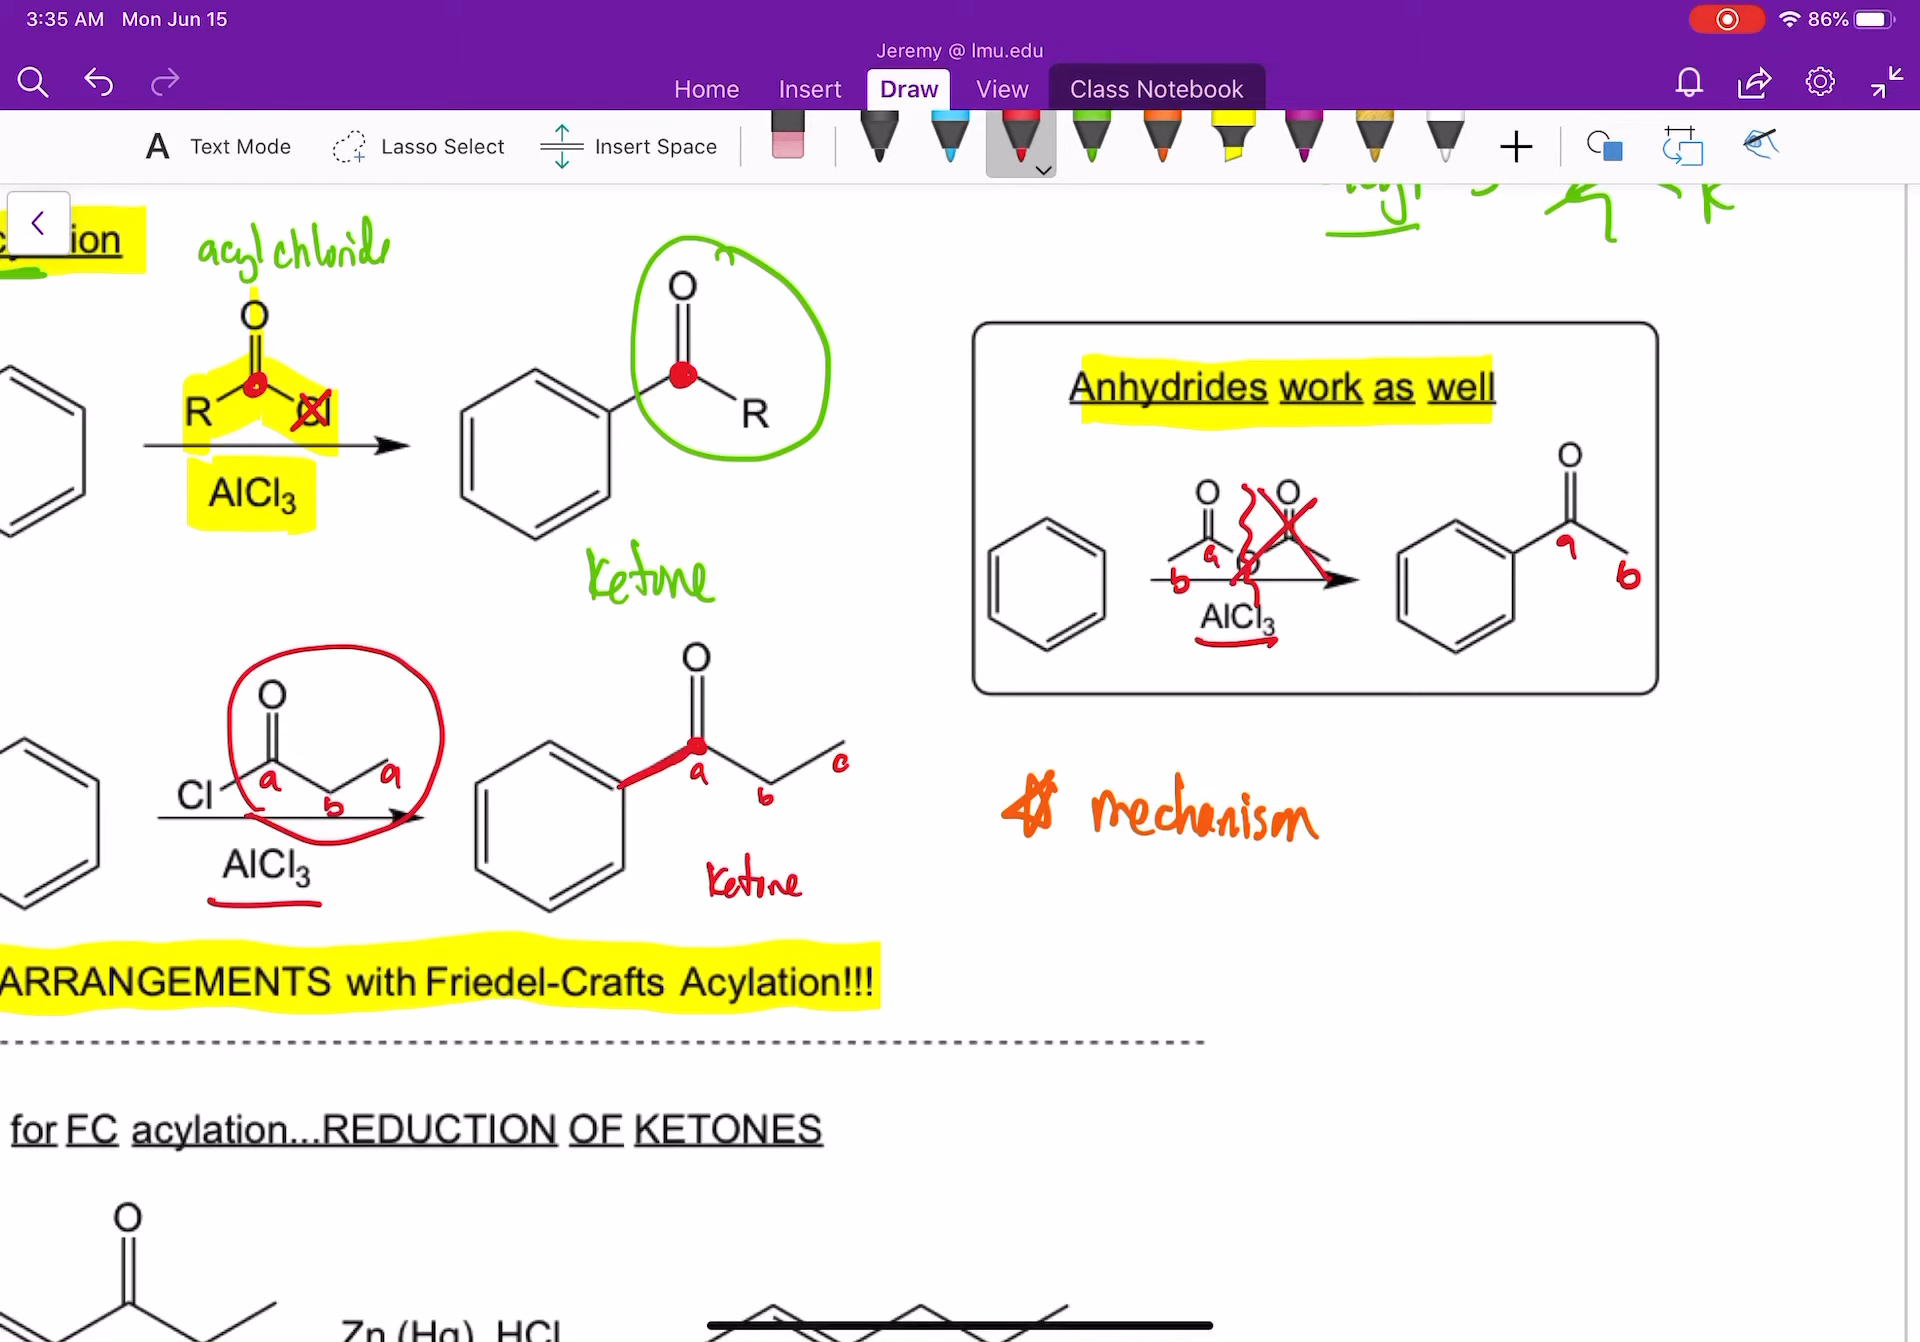 3:35 AM Mon Jun 15
86%
Jeremy @ lmu.edu
Home Insert Draw View Class Notebook
A Text Mode Lasso Select Insert Space
ion
acyl chloride
O
R Cl
AlCl3
O
R
Ketone
Anhydrides work as well
O O
O
a
b
AlCl3
O
a
b
O
Cl
a
b
a
AlCl3
O
a
b
c
Ketone
mechanism
ARRANGEMENTS with Friedel-Crafts Acylation!!!
for FC acylation...REDUCTION OF KETONES
O
Zn (Hg), HCl